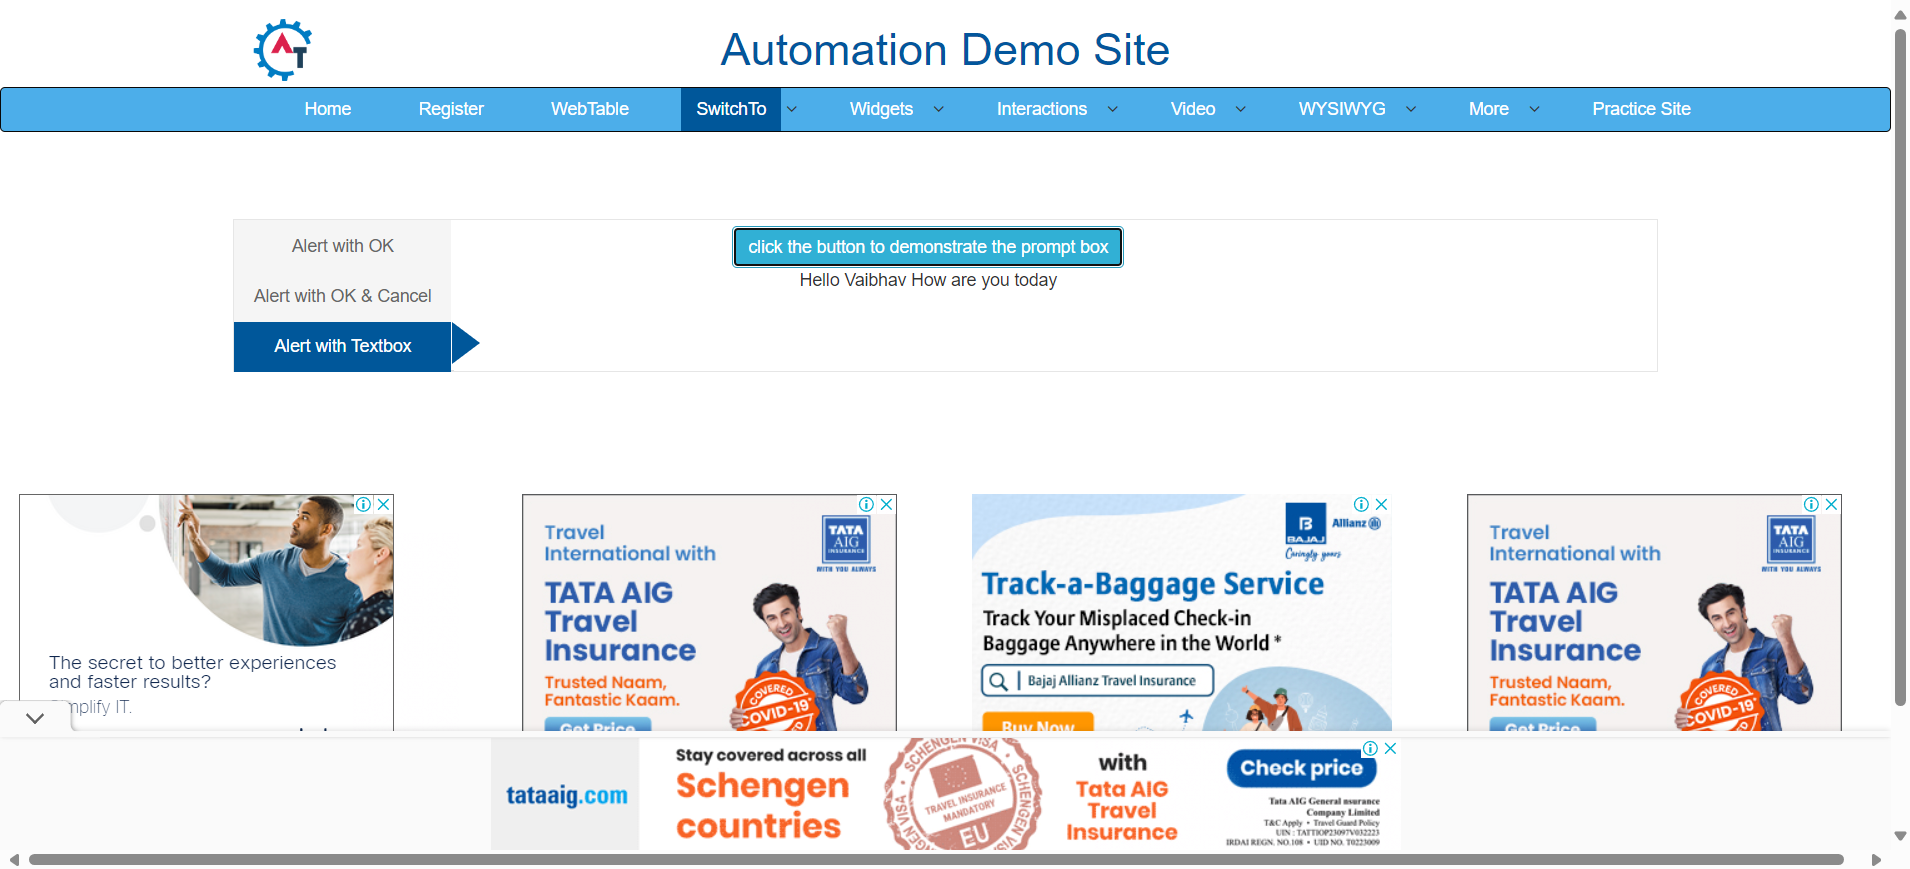 AT
Automation Demo Site
Home Register WebTable SwitchTo Widgets Interactions Video WYSIWYG More Practice Site
Alert with OK
Alert with OK & Cancel
Alert with Textbox
click the button to demonstrate the prompt box
Hello Vaibhav How are you today
The secret to better experiences
and faster results?
mplify IT.
Travel
International with
TATA AIG
Travel
Insurance
Trusted Naam,
Fantastic Kaam.
Get Price
TATA
AIG
INSURANCE
WITH YOU ALWAYS
COVERED
COVID-19
B
BAJAJ
Allianz
Caringly yours
Track-a-Baggage Service
Track Your Misplaced Check-in
Baggage Anywhere in the World *
Bajaj Allianz Travel Insurance
Buy Now
Travel
International with
TATA AIG
Travel
Insurance
Trusted Naam,
Fantastic Kaam.
Get Price
TATA
AIG
INSURANCE
WITH YOU ALWAYS
COVERED
COVID-19
tataaig.com
Stay covered across all
Schengen
countries
SCHENGEN VISA
TRAVEL INSURANCE
MANDATORY
EU
with
Tata AIG
Travel
Insurance
Check price
Tata AIG General nsurance
Company Limited
T&C Apply • Travel Guard Policy
UIN : TATTIOP23097V032223
IRDAI REGN. NO.108 • UID NO. T0223009